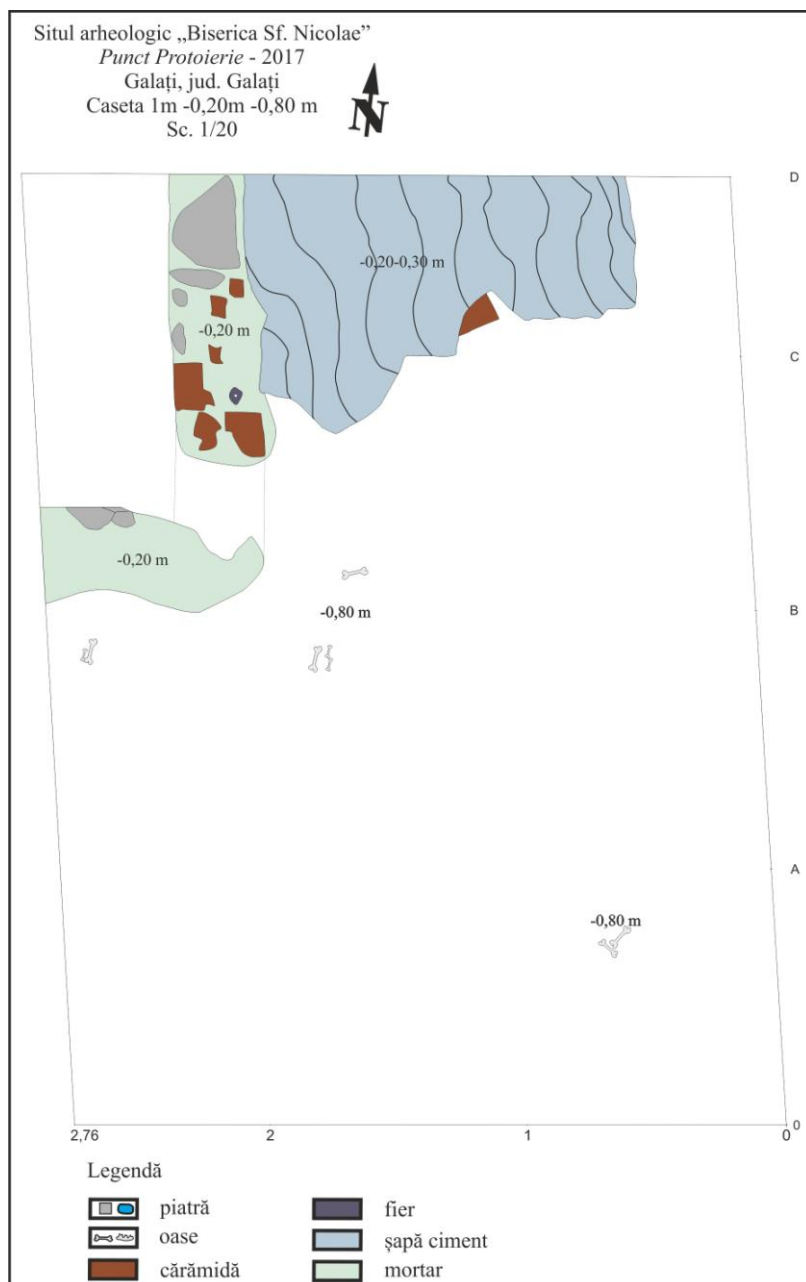 Situl arheologic „Biserica Sf. Nicolae”
Punct Protoierie - 2017
Galați, jud. Galați
Caseta 1m -0,20m -0,80 m
Sc. 1/20
N
D
-0,20-0,30 m
-0,20 m
C
-0,20 m
-0,80 m
B
A
-0,80 m
0
2,76 2 1 0
Legendă
piatră fier
oase șapă ciment
cărămidă mortar